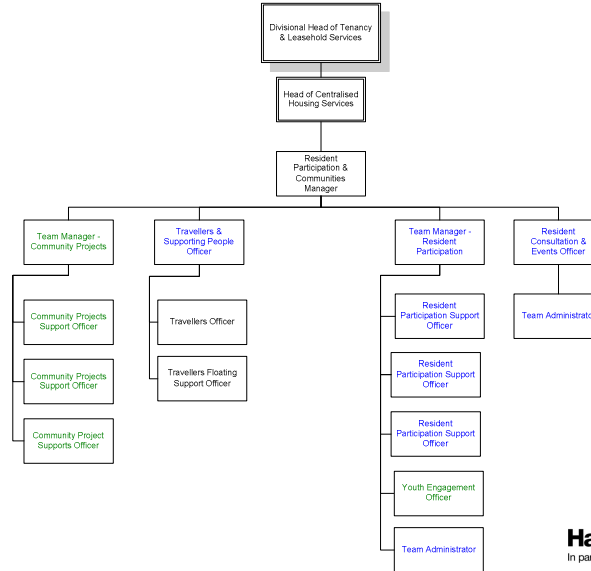 Divisional Head of Tenancy
& Leasehold Services
Head of Centralised
Housing Services
Resident
Participation &
Communities
Manager
Team Manager -
Community Projects
Travellers &
Supporting People
Officer
Team Manager -
Resident
Participation
Resident
Consultation &
Events Officer
Community Projects
Support Officer
Travellers Officer
Resident
Participation Support
Officer
Team Administrator
Community Projects
Support Officer
Travellers Floating
Support Officer
Resident
Participation Support
Officer
Community Project
Supports Officer
Resident
Participation Support
Officer
Youth Engagement
Officer
Team Administrator
Ha
In par